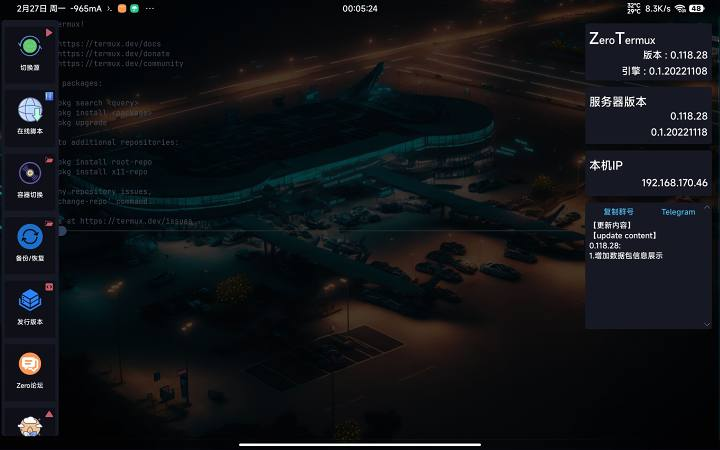 2月27日 周一 -965mA
00:05:24
32℃
29℃
8.3K/s
48
切换源
在线脚本
容器切换
备份/恢复
发行版本
Zero论坛
ermux!
https://termux.dev/docs
https://termux.dev/donate
https://termux.dev/community
packages:
pkg search <query>
pkg install <package>
pkg upgrade
to additional repositories:
pkg install root-repo
pkg install x11-repo
ny repository issues,
change-repo' command.
at https://termux.dev/issues
ZeroTermux
版本 : 0.118.28
引擎 : 0.1.20221108
服务器版本
0.118.28
0.1.20221118
本机IP
192.168.170.46
复制群号 Telegram
【更新内容】
【update content】
0.118.28:
1.增加数据包信息展示